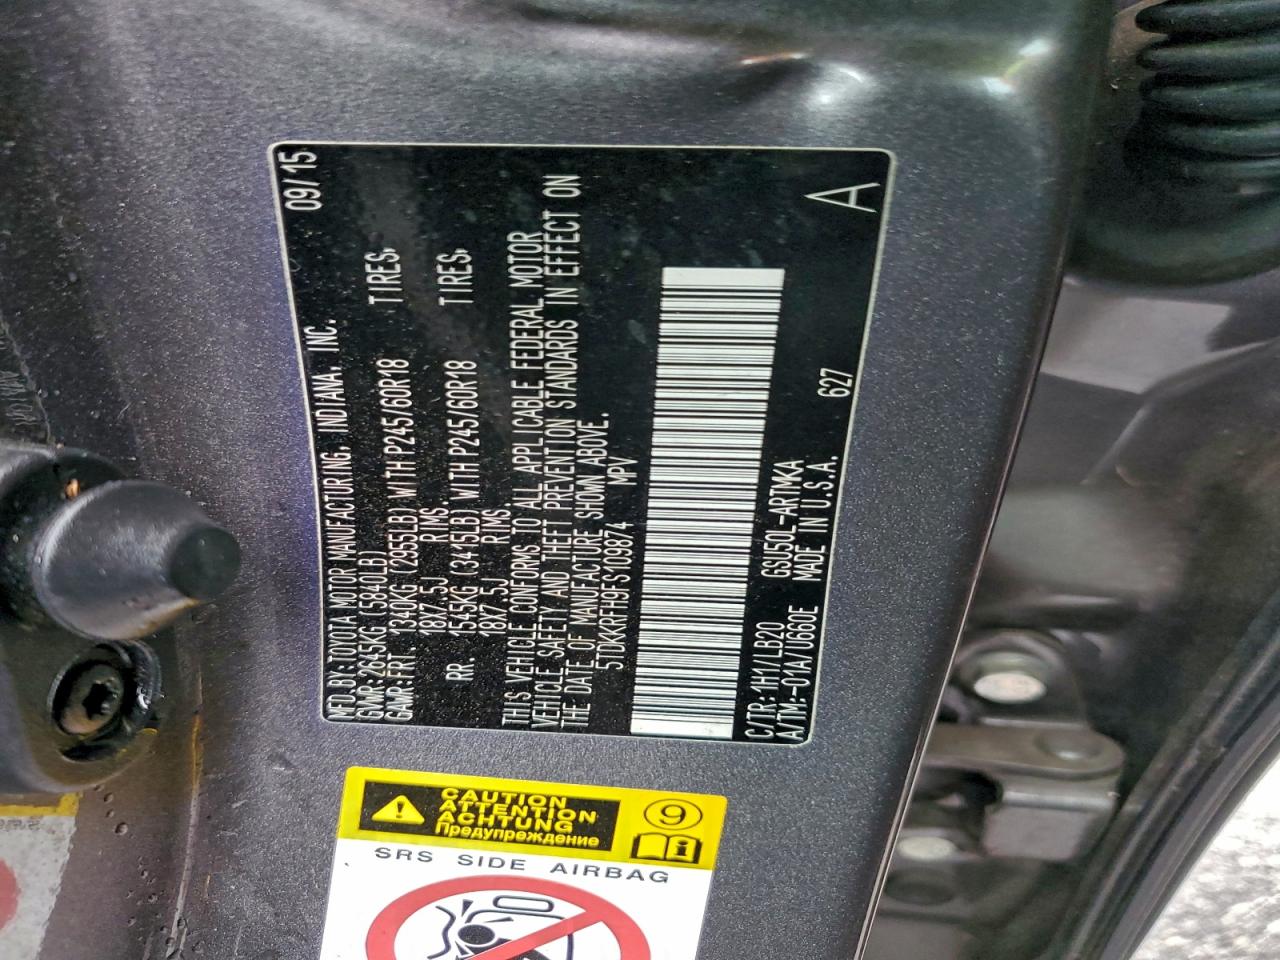 MFD.BY:TOYOTA MOTOR MANUFACTURING, INDIANA, INC. 09/15
GVWR:2645KG(5840LB)
GAWR FRT. 1340KG (2955LB) WITH P245/60R18 TIRES,
18X7.5J RIMS.
RR. 1545KG (3415LB) WITH P245/60R18 TIRES,
18X7.5J RIMS.
THIS VEHICLE CONFORMS TO ALL APPLICABLE FEDERAL MOTOR
VEHICLE SAFETY AND THEFT PREVENTION STANDARDS IN EFFECT ON
THE DATE OF MANUFACTURE SHOWN ABOVE.
5TDKKRFH9FS109874 MPV
C/TR:1H1/LB20 GSU50L-ARTMKA
A/TM:-01A/U660E MADE IN U.S.A. 627 A
CAUTION
ATTENTION
ACHTUNG
Предупреждение
9
i
SRS SIDE AIRBAG